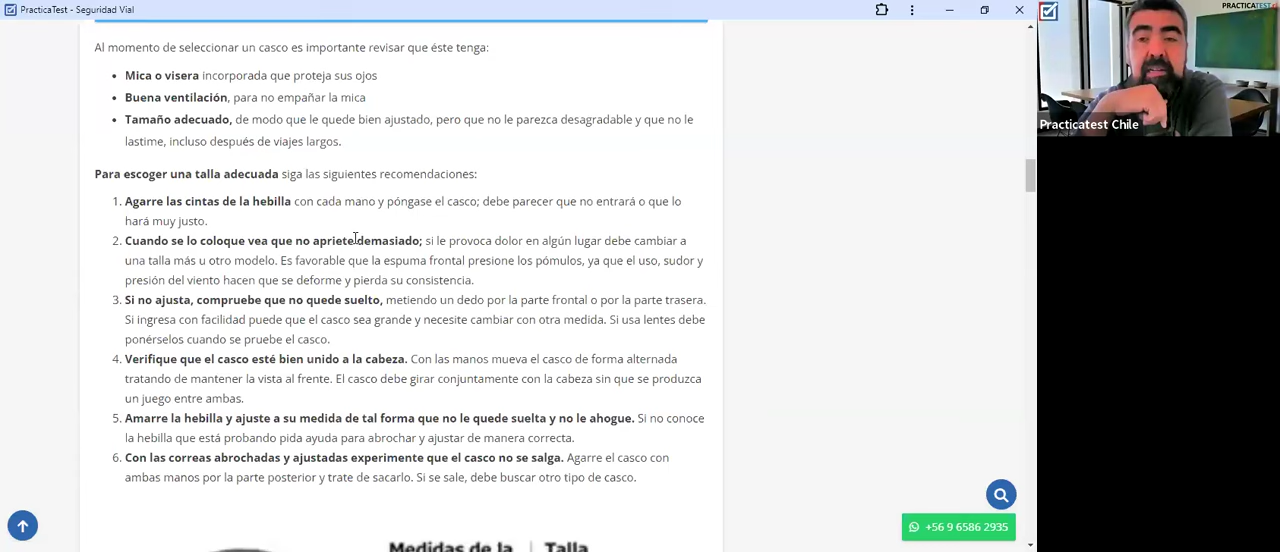 PracticaTest - Seguridad Vial
PRACTICATEST
Al momento de seleccionar un casco es importante revisar que éste tenga:
• Mica o visera incorporada que proteja sus ojos
• Buena ventilación, para no empañar la mica
• Tamaño adecuado, de modo que le quede bien ajustado, pero que no le parezca desagradable y que no le
lastime, incluso después de viajes largos.
Practicatest Chile
Para escoger una talla adecuada siga las siguientes recomendaciones:
1. Agarre las cintas de la hebilla con cada mano y póngase el casco; debe parecer que no entrará o que lo
hará muy justo.
2. Cuando se lo coloque vea que no apriete demasiado; si le provoca dolor en algún lugar debe cambiar a
una talla más u otro modelo. Es favorable que la espuma frontal presione los pómulos, ya que el uso, sudor y
presión del viento hacen que se deforme y pierda su consistencia.
3. Si no ajusta, compruebe que no quede suelto, metiendo un dedo por la parte frontal o por la parte trasera.
Si ingresa con facilidad puede que el casco sea grande y necesite cambiar con otra medida. Si usa lentes debe
ponérselos cuando se pruebe el casco.
4. Verifique que el casco esté bien unido a la cabeza. Con las manos mueva el casco de forma alternada
tratando de mantener la vista al frente. El casco debe girar conjuntamente con la cabeza sin que se produzca
un juego entre ambas.
5. Amarre la hebilla y ajuste a su medida de tal forma que no le quede suelta y no le ahogue. Si no conoce
la hebilla que está probando pida ayuda para abrochar y ajustar de manera correcta.
6. Con las correas abrochadas y ajustadas experimente que el casco no se salga. Agarre el casco con
ambas manos por la parte posterior y trate de sacarlo. Si se sale, debe buscar otro tipo de casco.
+56 9 6586 2935
Medidas de la Talla